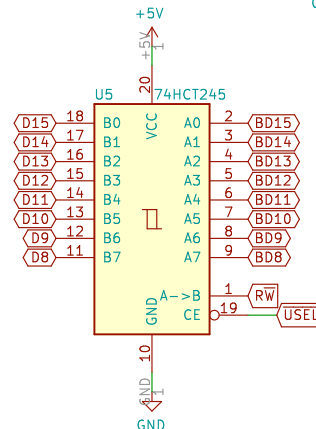 +5V
+5V
1
20
U5 74HCT245
VCC
D15 18 B0 A0 2 BD15
D14 17 B1 A1 3 BD14
D13 16 B2 A2 4 BD13
D12 15 B3 A3 5 BD12
D11 14 B4 A4 6 BD11
D10 13 B5 A5 7 BD10
D9 12 B6 A6 8 BD9
D8 11 B7 A7 9 BD8
A->B 1 RW̅
GND CE 19 U̅S̅E̅L̅
10
GND
1
GND